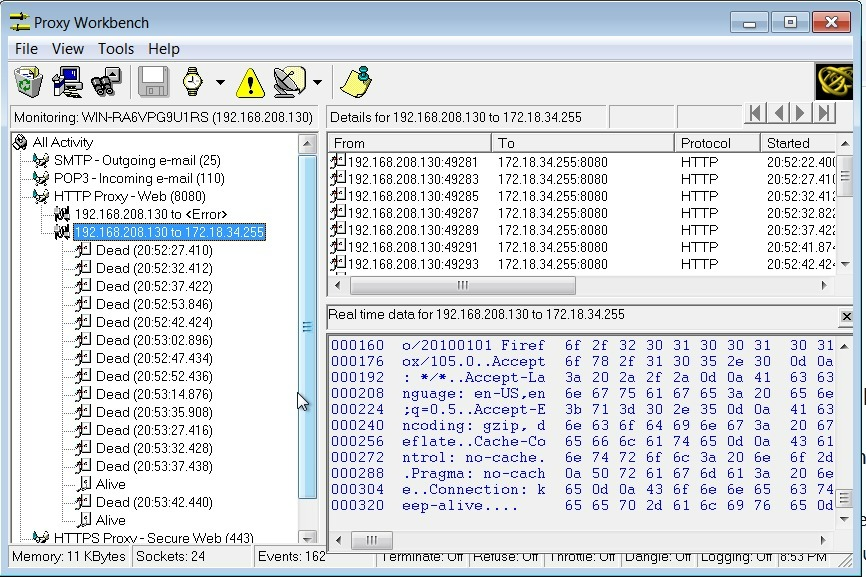 Proxy Workbench
File View Tools Help
Monitoring: WIN-RA6VPG9U1RS (192.168.208.130)
Details for 192.168.208.130 to 172.18.34.255
All Activity
SMTP - Outgoing e-mail (25)
POP3 - Incoming e-mail (110)
HTTP Proxy - Web (8080)
192.168.208.130 to <Error>
192.168.208.130 to 172.18.34.255
Dead (20:52:27.410)
Dead (20:52:32.412)
Dead (20:52:37.422)
Dead (20:52:53.846)
Dead (20:52:42.424)
Dead (20:53:02.896)
Dead (20:52:47.434)
Dead (20:52:52.436)
Dead (20:53:14.876)
Dead (20:53:35.908)
Dead (20:53:27.416)
Dead (20:53:32.428)
Dead (20:53:37.438)
Alive
Dead (20:53:42.440)
Alive
HTTPS Proxy - Secure Web (443)
From To Protocol Started
192.168.208.130:49281 172.18.34.255:8080 HTTP 20:52:22.400
192.168.208.130:49283 172.18.34.255:8080 HTTP 20:52:27.410
192.168.208.130:49285 172.18.34.255:8080 HTTP 20:52:32.412
192.168.208.130:49287 172.18.34.255:8080 HTTP 20:52:32.822
192.168.208.130:49289 172.18.34.255:8080 HTTP 20:52:37.422
192.168.208.130:49291 172.18.34.255:8080 HTTP 20:52:41.874
192.168.208.130:49293 172.18.34.255:8080 HTTP 20:52:42.424
Real time data for 192.168.208.130 to 172.18.34.255
000160 o/20100101 Firef 6f 2f 32 30 31 30 30 31 30 31
000176 ox/105.0..Accept 6f 78 2f 31 30 35 2e 30 0d 0a
000192 : */*..Accept-La 3a 20 2a 2f 2a 0d 0a 41 63 63
000208 nguage: en-US,en 6e 67 75 61 67 65 3a 20 65 6e
000224 ;q=0.5..Accept-E 3b 71 3d 30 2e 35 0d 0a 41 63
000240 ncoding: gzip, d 6e 63 6f 64 69 6e 67 3a 20 67
000256 eflate..Cache-Co 65 66 6c 61 74 65 0d 0a 43 61
000272 ntrol: no-cache. 6e 74 72 6f 6c 3a 20 6e 6f 2d
000288 .Pragma: no-cach 0a 50 72 61 67 6d 61 3a 20 6e
000304 e..Connection: k 65 0d 0a 43 6f 6e 6e 65 63 74
000320 eep-alive.... 65 65 70 2d 61 6c 69 76 65 0d
Memory: 11 KBytes Sockets: 24 Events: 162 Terminate: Off Refuse: Off Throttle: Off Dangle: Off Logging: Off 8:53 PM